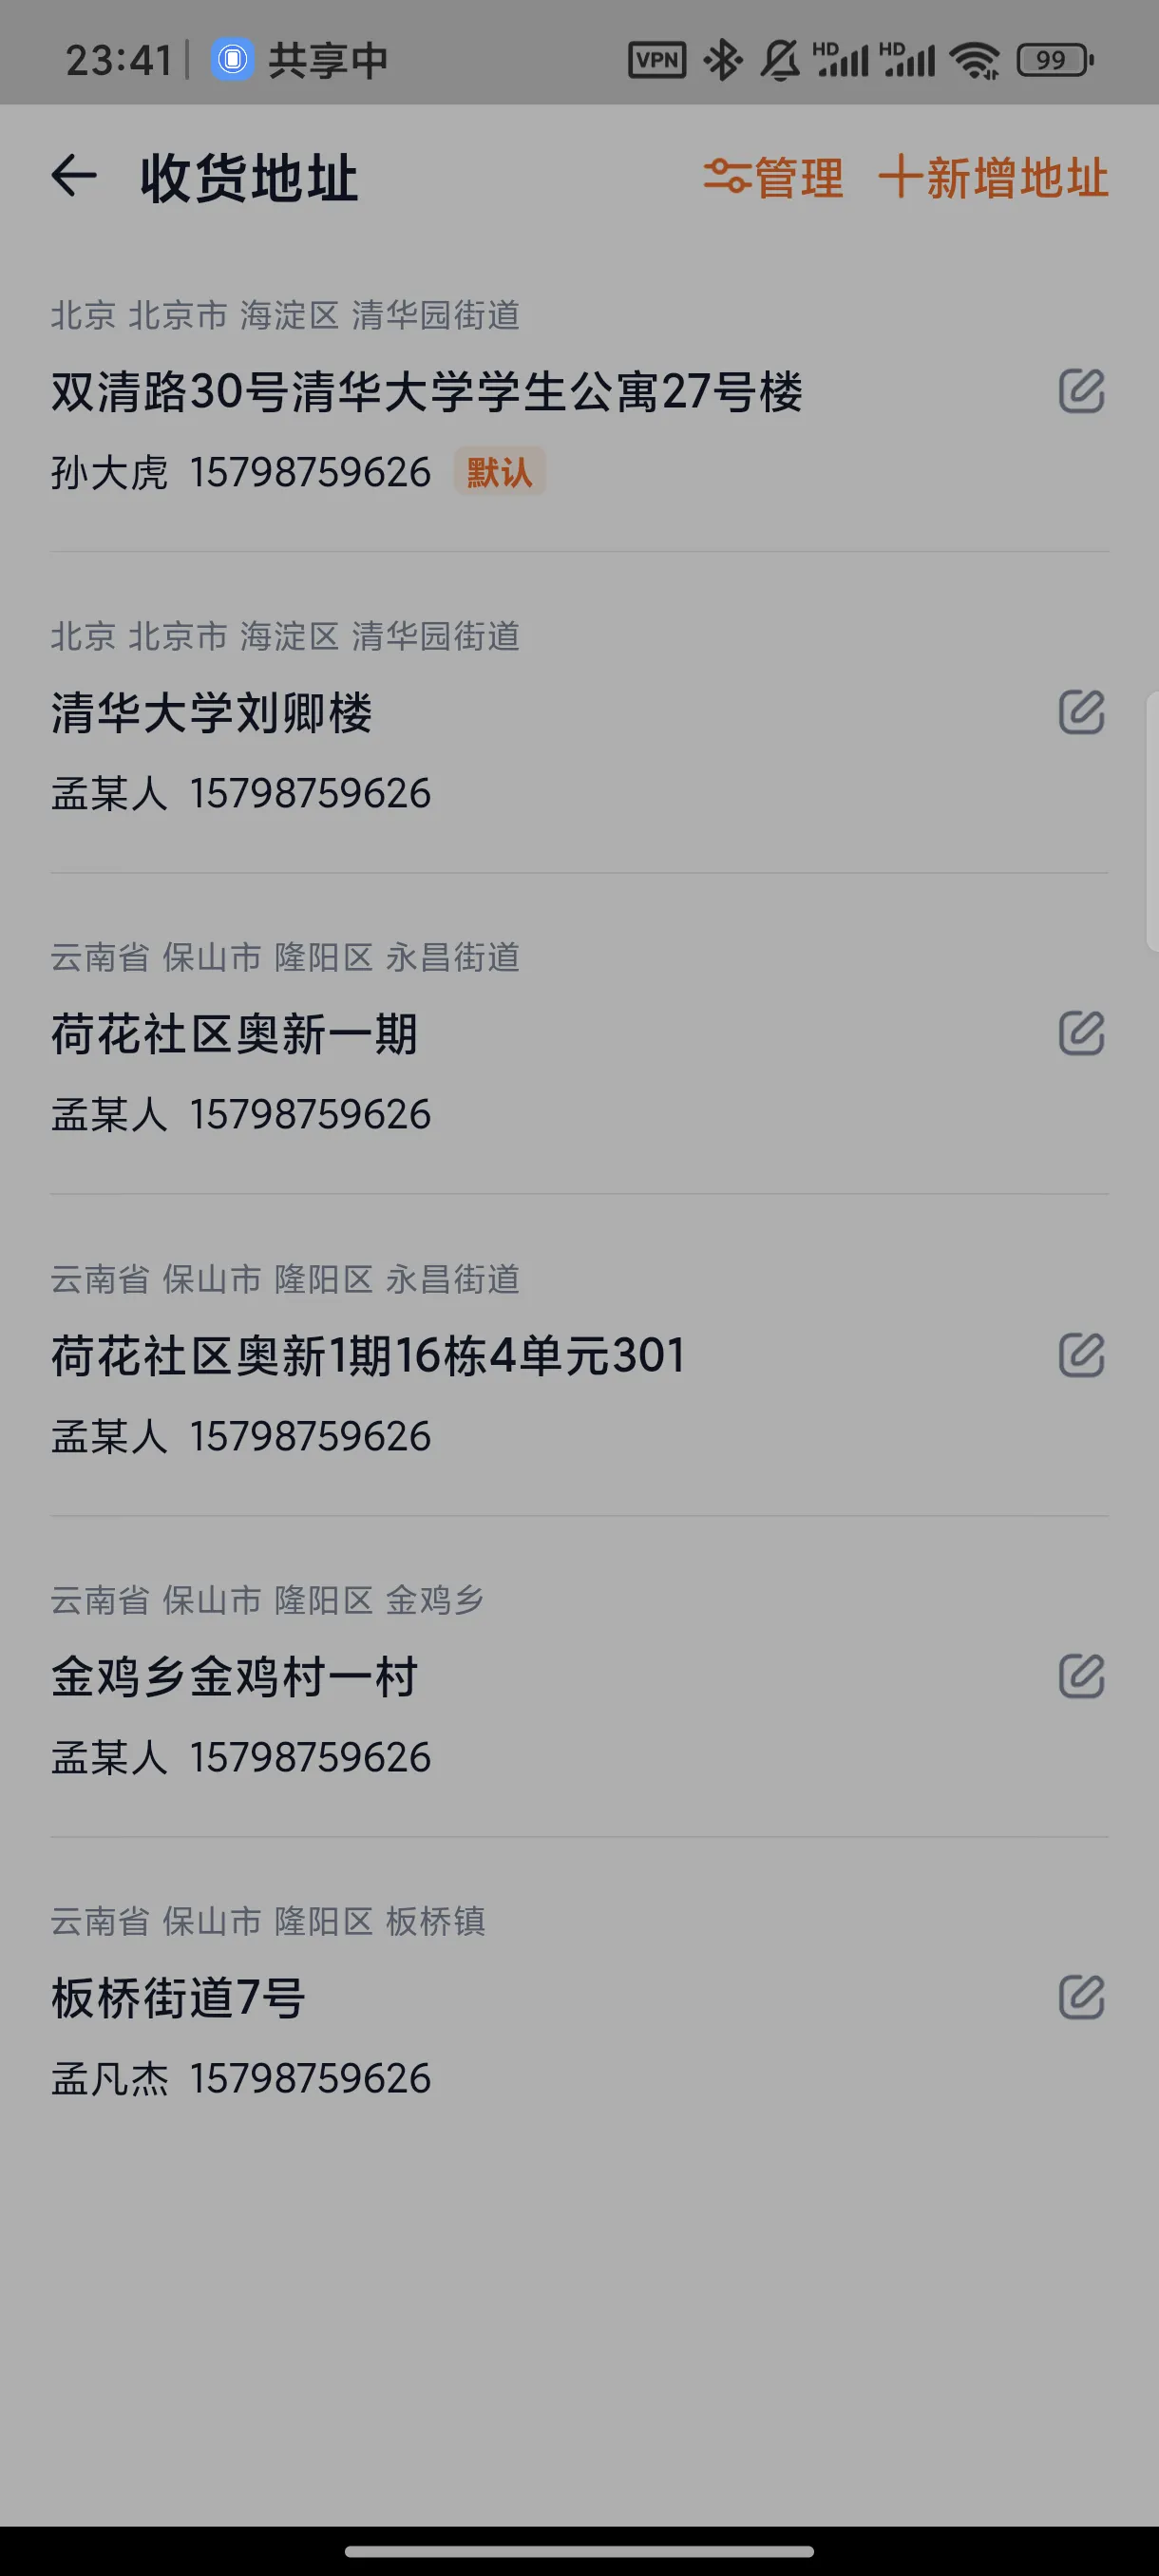 23:41 共享中 VPN HD HD 99
收货地址 管理 十新增地址
北京 北京市 海淀区 清华园街道
双清路30号清华大学学生公寓27号楼
孙大虎 15798759626 默认
北京 北京市 海淀区 清华园街道
清华大学刘卿楼
孟某人 15798759626
云南省 保山市 隆阳区 永昌街道
荷花社区奥新一期
孟某人 15798759626
云南省 保山市 隆阳区 永昌街道
荷花社区奥新1期16栋4单元301
孟某人 15798759626
云南省 保山市 隆阳区 金鸡乡
金鸡乡金鸡村一村
孟某人 15798759626
云南省 保山市 隆阳区 板桥镇
板桥街道7号
孟凡杰 15798759626